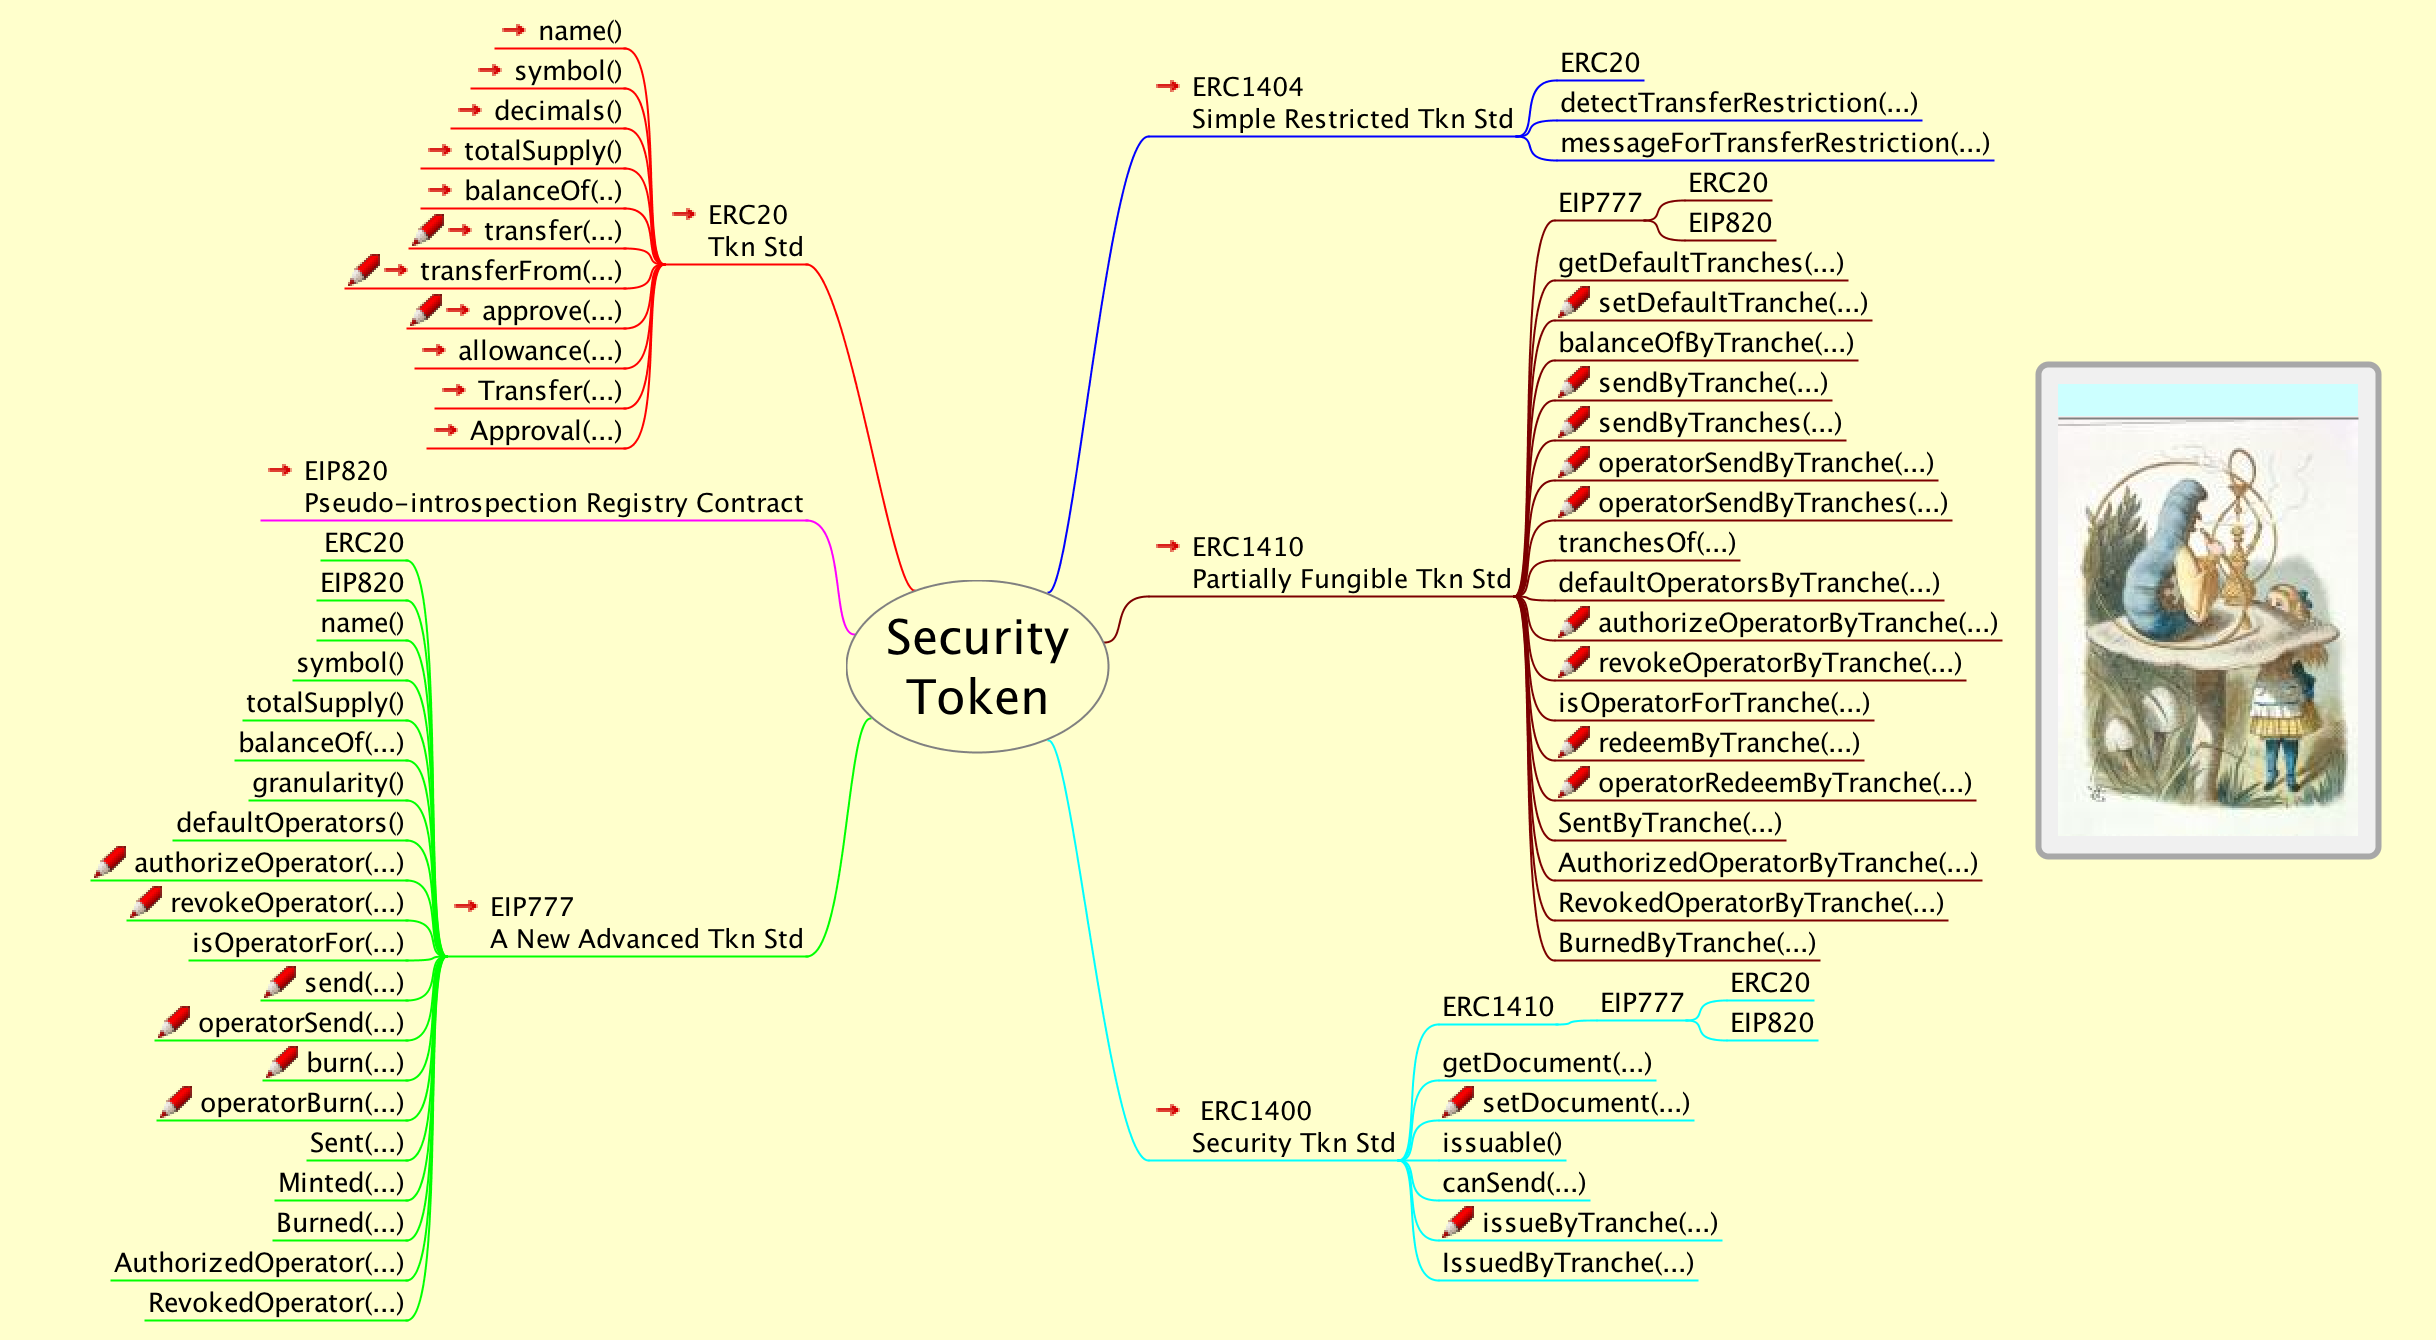 name()
symbol()
decimals()
totalSupply()
balanceOf(..)
transfer(...)
transferFrom(...)
approve(...)
allowance(...)
Transfer(...)
Approval(...)
ERC20
Tkn Std
EIP820
Pseudo-introspection Registry Contract
ERC20
EIP820
name()
symbol()
totalSupply()
balanceOf(...)
granularity()
defaultOperators()
authorizeOperator(...)
revokeOperator(...)
isOperatorFor(...)
send(...)
operatorSend(...)
burn(...)
operatorBurn(...)
Sent(...)
Minted(...)
Burned(...)
AuthorizedOperator(...)
RevokedOperator(...)
EIP777
A New Advanced Tkn Std
Security
Token
ERC1404
Simple Restricted Tkn Std
ERC20
detectTransferRestriction(...)
messageForTransferRestriction(...)
ERC1410
Partially Fungible Tkn Std
EIP777
ERC20
EIP820
getDefaultTranches(...)
setDefaultTranche(...)
balanceOfByTranche(...)
sendByTranche(...)
sendByTranches(...)
operatorSendByTranche(...)
operatorSendByTranches(...)
tranchesOf(...)
defaultOperatorsByTranche(...)
authorizeOperatorByTranche(...)
revokeOperatorByTranche(...)
isOperatorForTranche(...)
redeemByTranche(...)
operatorRedeemByTranche(...)
SentByTranche(...)
AuthorizedOperatorByTranche(...)
RevokedOperatorByTranche(...)
BurnedByTranche(...)
ERC1400
Security Tkn Std
ERC1410
EIP777
ERC20
EIP820
getDocument(...)
setDocument(...)
issuable()
canSend(...)
issueByTranche(...)
IssuedByTranche(...)